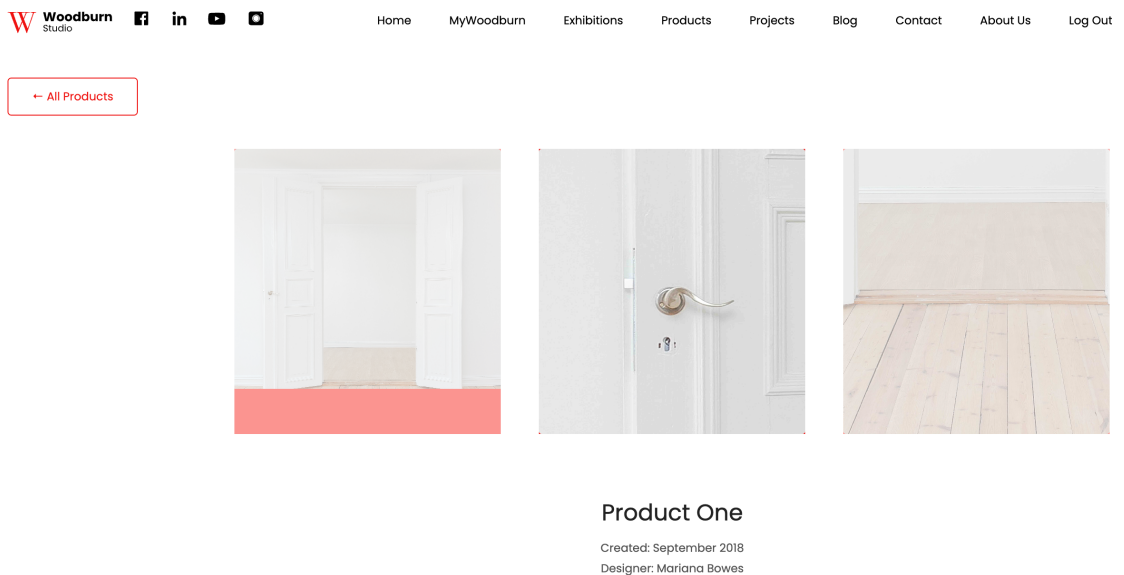 Woodburn
Studio
Home MyWoodburn Exhibitions Products Projects Blog Contact About Us Log Out
← All Products
Product One
Created: September 2018
Designer: Mariana Bowes